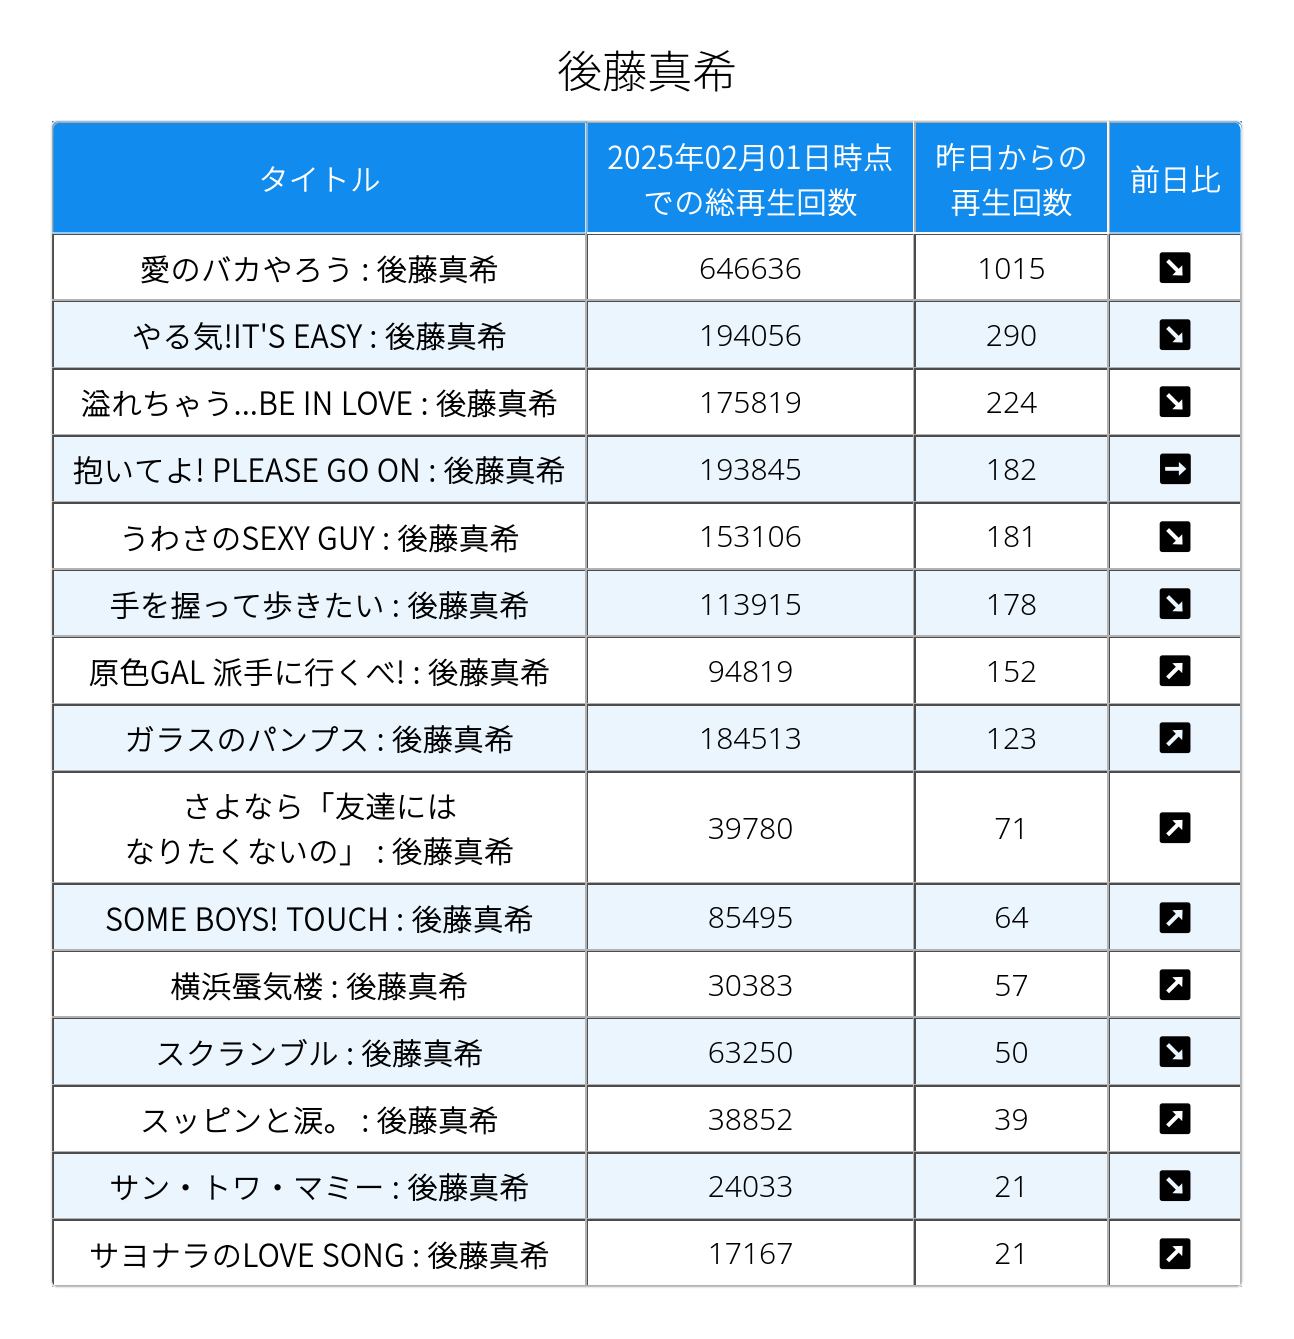 後藤真希
タイトル
2025年02月01日時点
での総再生回数
昨日からの
再生回数
前日比
愛のバカやろう : 後藤真希 646636 1015 ↘
やる気!IT'S EASY : 後藤真希 194056 290 ↘
溢れちゃう...BE IN LOVE : 後藤真希 175819 224 ↘
抱いてよ! PLEASE GO ON : 後藤真希 193845 182 →
うわさのSEXY GUY : 後藤真希 153106 181 ↘
手を握って歩きたい : 後藤真希 113915 178 ↘
原色GAL 派手に行くべ! : 後藤真希 94819 152 ↗
ガラスのパンプス : 後藤真希 184513 123 ↗
さよなら「友達には
なりたくないの」 : 後藤真希 39780 71 ↗
SOME BOYS! TOUCH : 後藤真希 85495 64 ↗
横浜蜃気楼 : 後藤真希 30383 57 ↗
スクランブル : 後藤真希 63250 50 ↘
スッピンと涙。 : 後藤真希 38852 39 ↗
サン・トワ・マミー : 後藤真希 24033 21 ↘
サヨナラのLOVE SONG : 後藤真希 17167 21 ↗